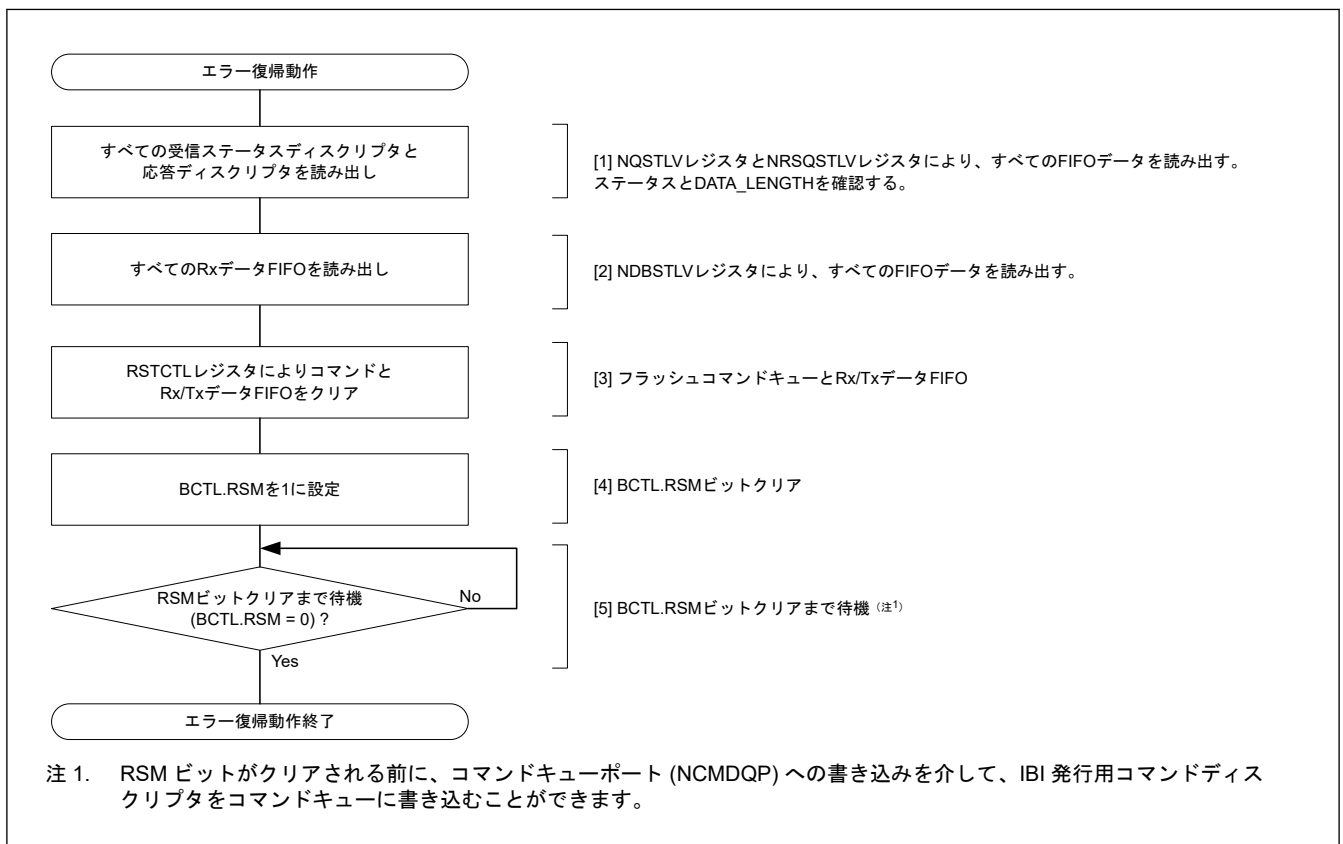 エラー復帰動作
すべての受信ステータスディスクリプタと
応答ディスクリプタを読み出し
[1] NQSTLVレジスタとNRSQSTLVレジスタにより、すべてのFIFOデータを読み出す。
ステータスとDATA_LENGTHを確認する。
すべてのRxデータFIFOを読み出し
[2] NDBSTLVレジスタにより、すべてのFIFOデータを読み出す。
RSTCTLレジスタによりコマンドと
Rx/TxデータFIFOをクリア
[3] フラッシュコマンドキューとRx/TxデータFIFO
BCTL.RSMを1に設定
[4] BCTL.RSMビットクリア
RSMビットクリアまで待機
(BCTL.RSM = 0) ?
No
[5] BCTL.RSMビットクリアまで待機 (注1)
Yes
エラー復帰動作終了
注 1. RSM ビットがクリアされる前に、コマンドキューポート (NCMDQP) への書き込みを介して、IBI 発行用コマンドディス
クリプタをコマンドキューに書き込むことができます。